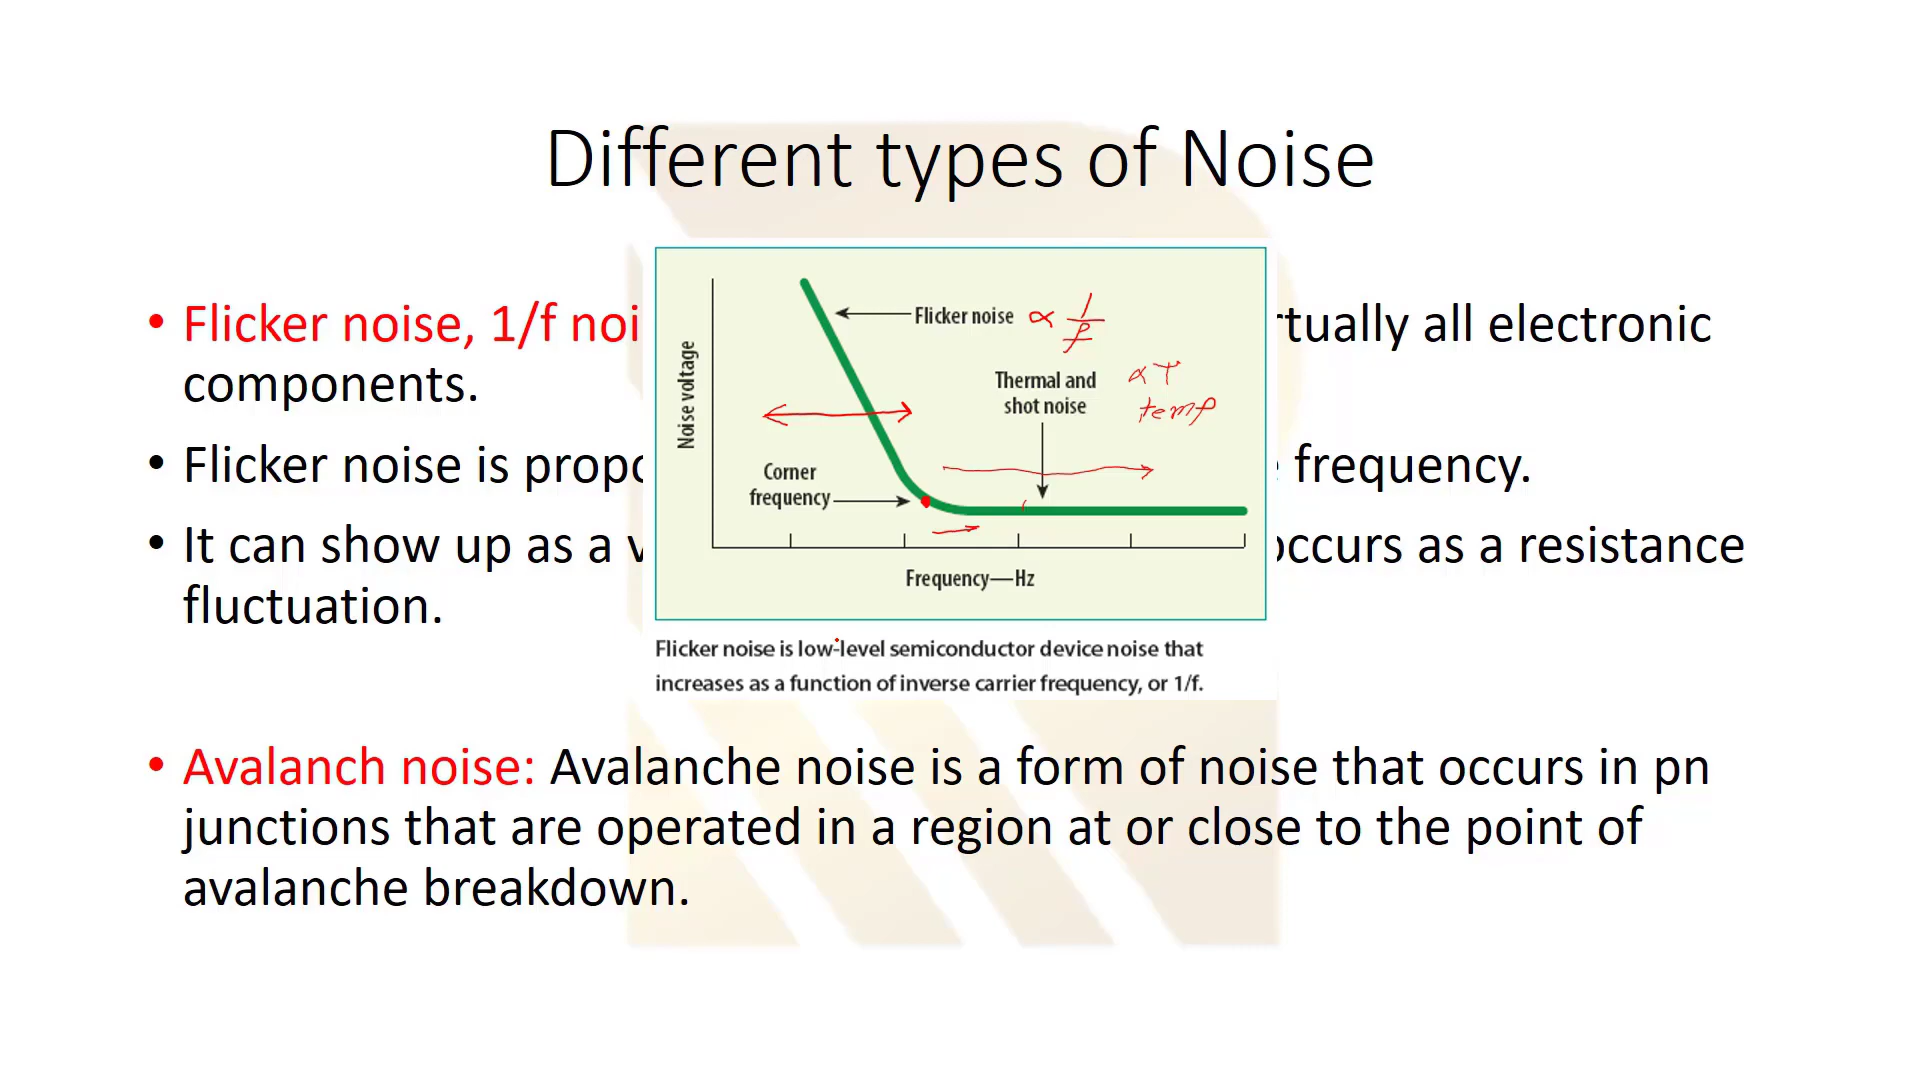 Different types of Noise
• Flicker noise, 1/f noi rtually all electronic
components.
• Flicker noise is propo frequency.
• It can show up as a occurs as a resistance
fluctuation.
Noise voltage
Flicker noise ∝ 1/f
Thermal and ∝ T
shot noise temp
Corner
frequency
Frequency—Hz
Flicker noise is low-level semiconductor device noise that
increases as a function of inverse carrier frequency, or 1/f.
• Avalanch noise: Avalanche noise is a form of noise that occurs in pn
junctions that are operated in a region at or close to the point of
avalanche breakdown.